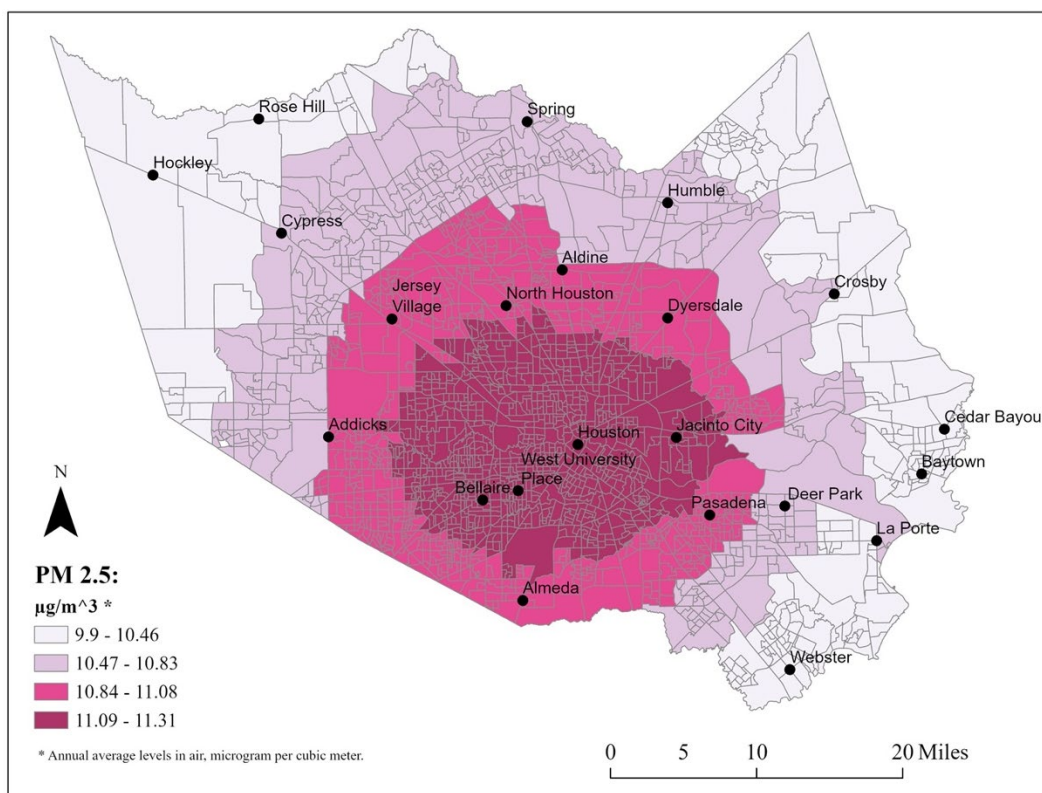 Rose Hill
Spring
Hockley
Humble
Cypress
Aldine
Crosby
Jersey
Village
North Houston
Dyersdale
Addicks
Houston
Jacinto City
Cedar Bayou
West University
Place
Bellaire
Baytown
Pasadena
Deer Park
La Porte
Almeda
Webster
N
PM 2.5:
µg/m^3 *
9.9 - 10.46
10.47 - 10.83
10.84 - 11.08
11.09 - 11.31
* Annual average levels in air, microgram per cubic meter.
0 5 10 20 Miles